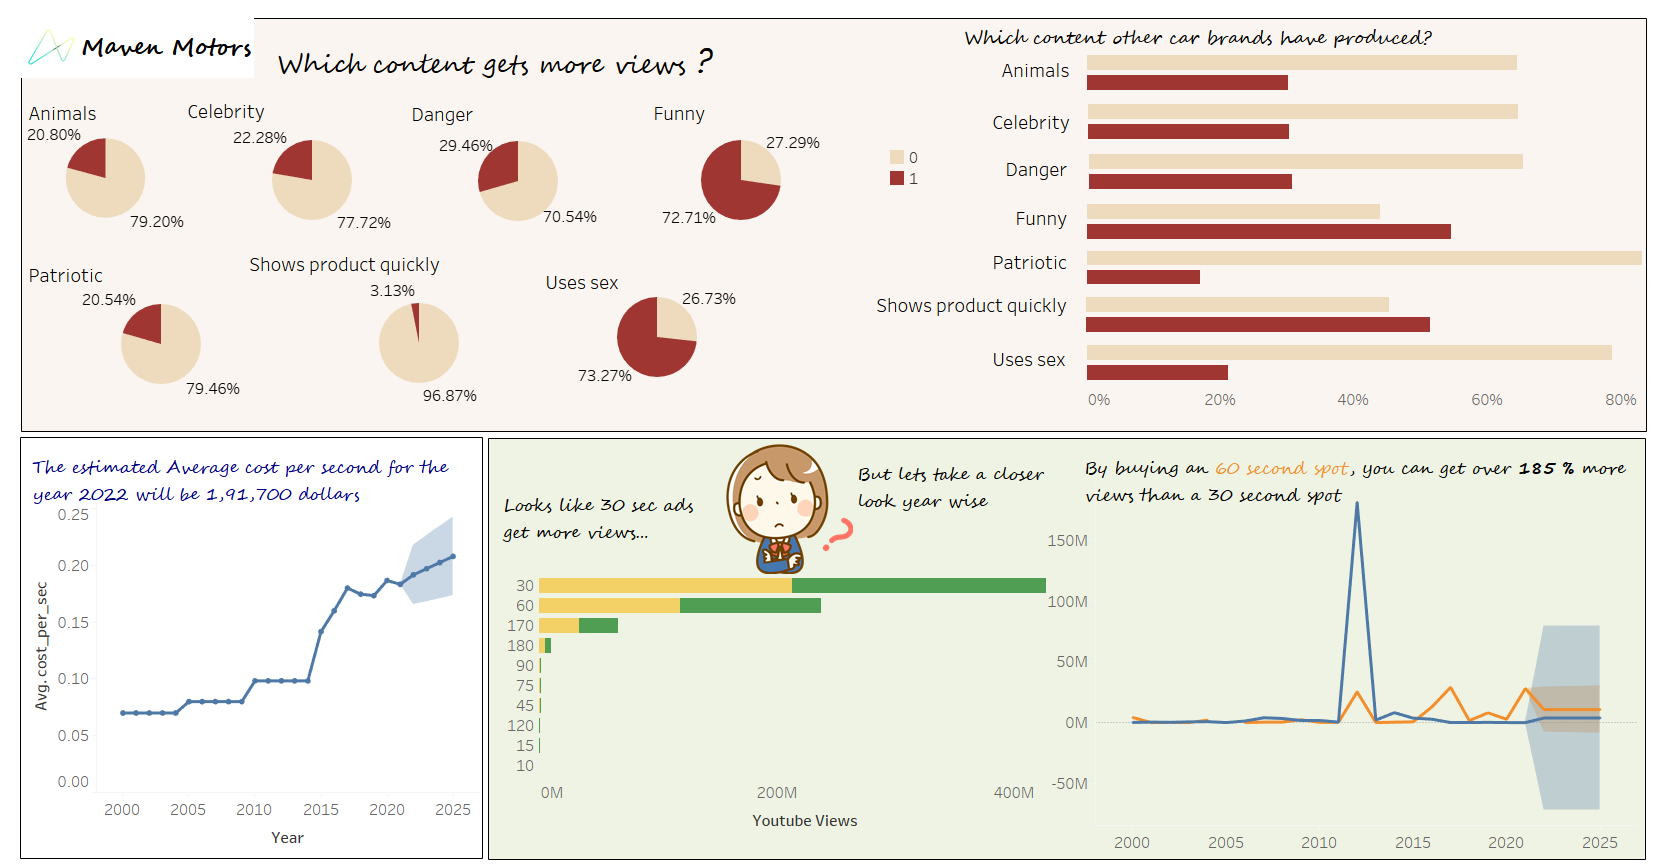 Maven Motors
Which content gets more views ?
Animals
20.80%
79.20%
Celebrity
22.28%
77.72%
Danger
29.46%
70.54%
Funny
27.29%
72.71%
Patriotic
20.54%
79.46%
Shows product quickly
3.13%
96.87%
Uses sex
26.73%
73.27%
0
1
Which content other car brands have produced?
Animals
Celebrity
Danger
Funny
Patriotic
Shows product quickly
Uses sex
0% 20% 40% 60% 80%
The estimated Average cost per second for the
year 2022 will be 1,91,700 dollars
Avg.cost_per_sec
0.25
0.20
0.15
0.10
0.05
0.00
2000 2005 2010 2015 2020 2025
Year
Looks like 30 sec ads
get more views...
But lets take a closer
look year wise
30
60
170
180
90
75
45
120
15
10
0M 200M 400M
Youtube Views
By buying an 60 second spot, you can get over 185 % more
views than a 30 second spot
150M
100M
50M
0M
-50M
2000 2005 2010 2015 2020 2025